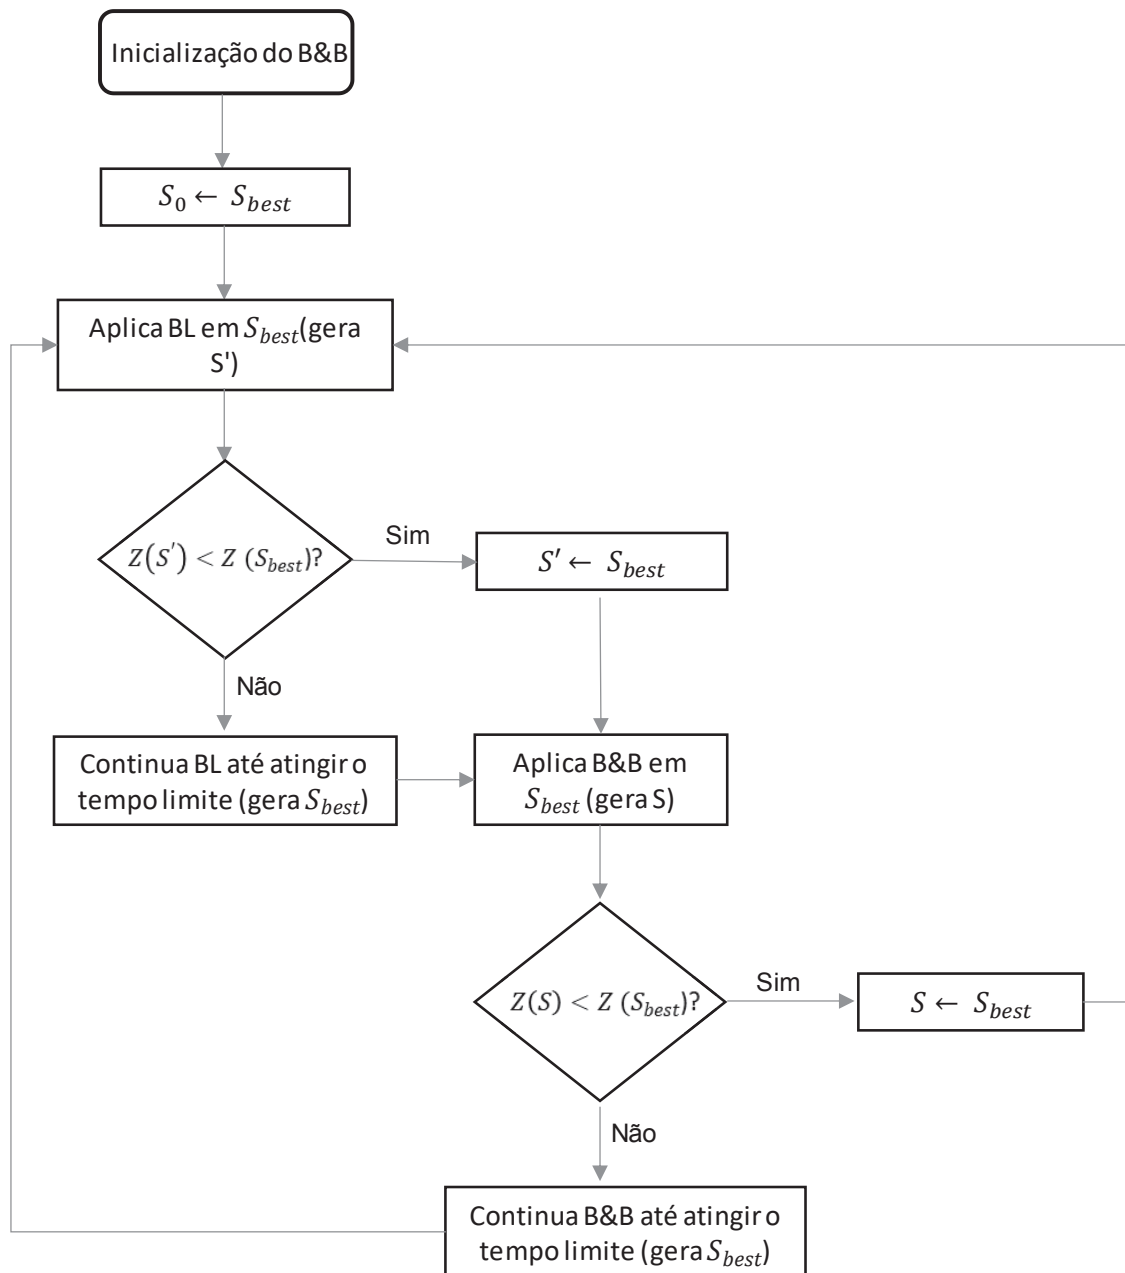 Inicialização do B&B
S₀ ← S_best
Aplica BL em S_best(gera
S')
Z(S') < Z (S_best)?
Sim
S' ← S_best
Não
Continua BL até atingir o
tempo limite (gera S_best)
Aplica B&B em
S_best (gera S)
Z(S) < Z (S_best)?
Sim
S ← S_best
Não
Continua B&B até atingir o
tempo limite (gera S_best)